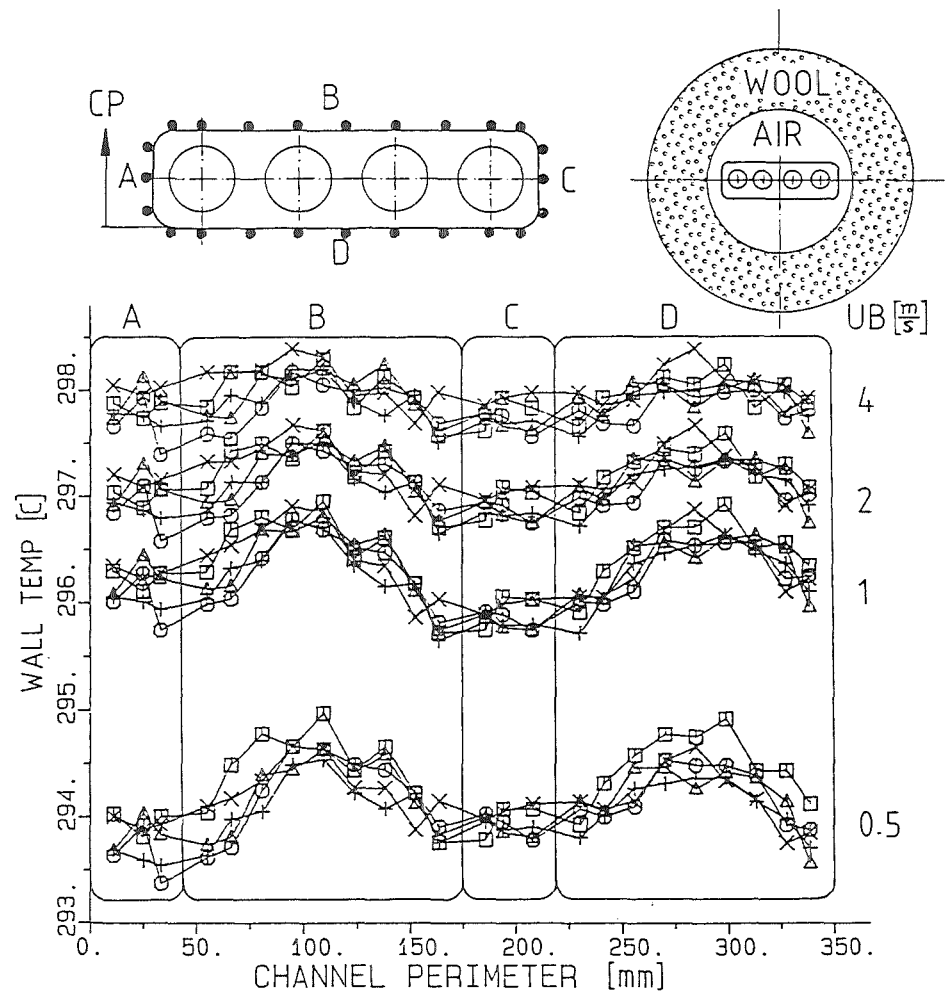 CP
B
A
C
D
WOOL
AIR
A B C D UB [m/s]
298.
297.
296.
295.
294.
293.
WALL TEMP [C]
4
2
1
0.5
0. 50. 100. 150. 200. 250. 300. 350.
CHANNEL PERIMETER [mm]